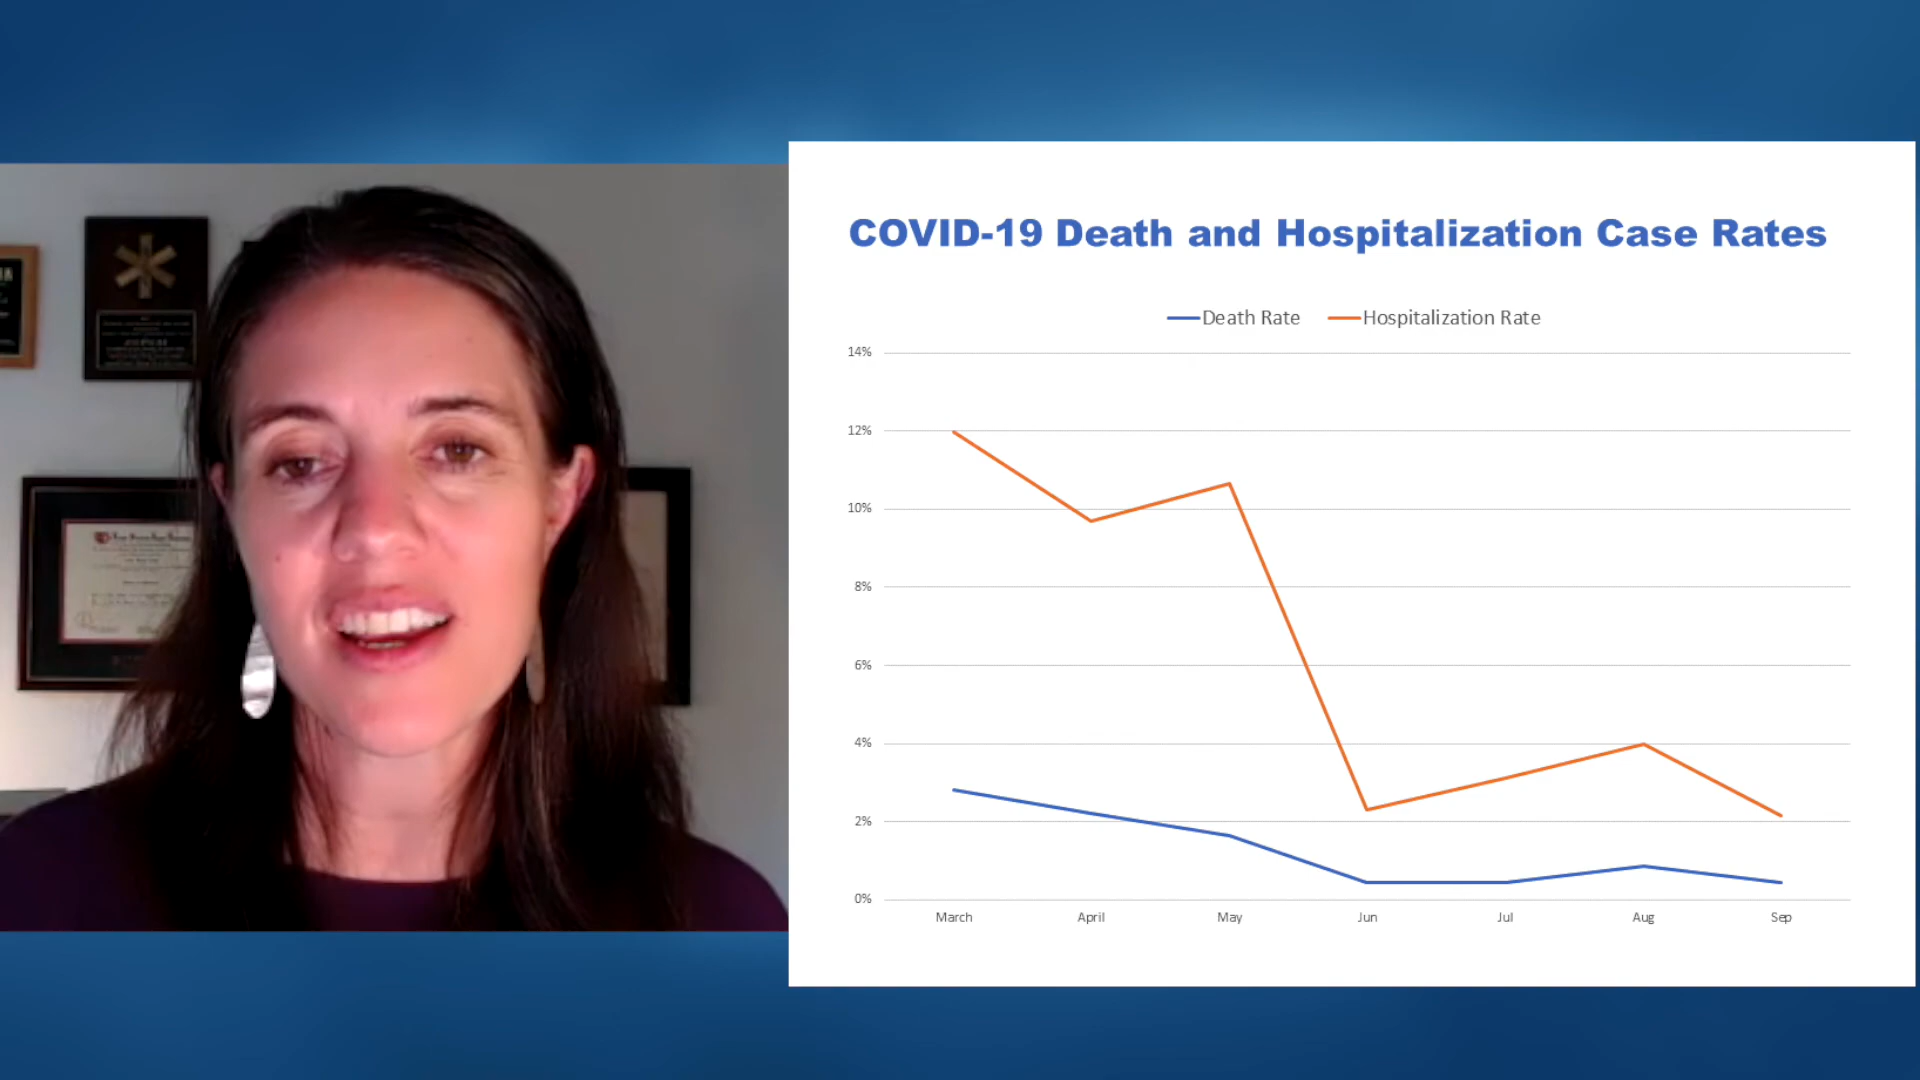 COVID-19 Death and Hospitalization Case Rates
Death Rate Hospitalization Rate
14%
12%
10%
8%
6%
4%
2%
0%
March April May Jun Jul Aug Sep